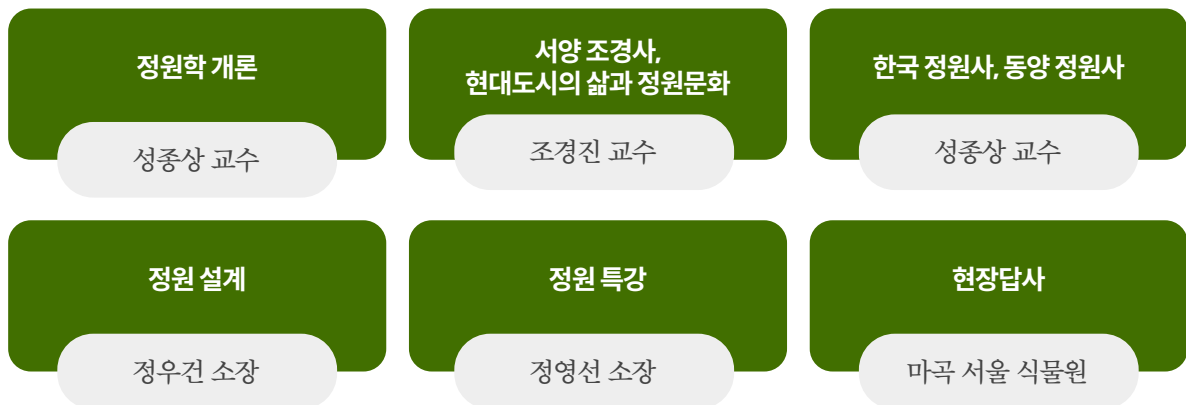 정원학 개론
성종상 교수
서양 조경사,
현대도시의 삶과 정원문화
조경진 교수
한국 정원사, 동양 정원사
성종상 교수
정원 설계
정우건 소장
정원 특강
정영선 소장
현장답사
마곡 서울 식물원